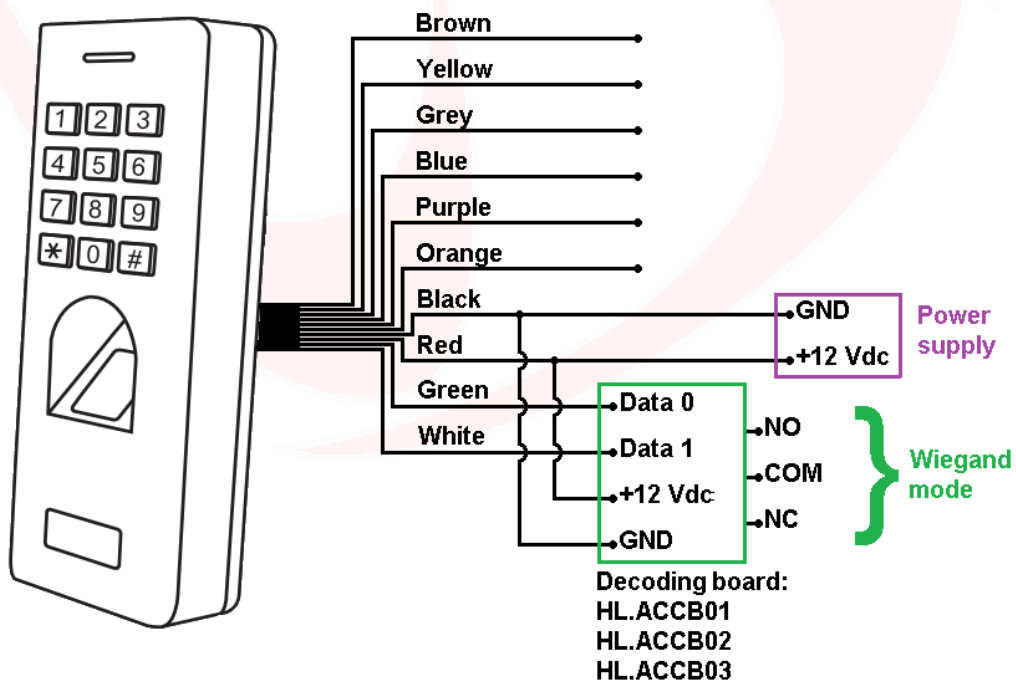 Brown
Yellow
Grey
Blue
Purple
Orange
Black
Red
Green
White
1 2 3
4 5 6
7 8 9
* 0 #
GND
+12 Vdc
Power
supply
Data 0
Data 1
+12 Vdc
GND
NO
COM
NC
Wiegand
mode
Decoding board:
HL.ACCB01
HL.ACCB02
HL.ACCB03